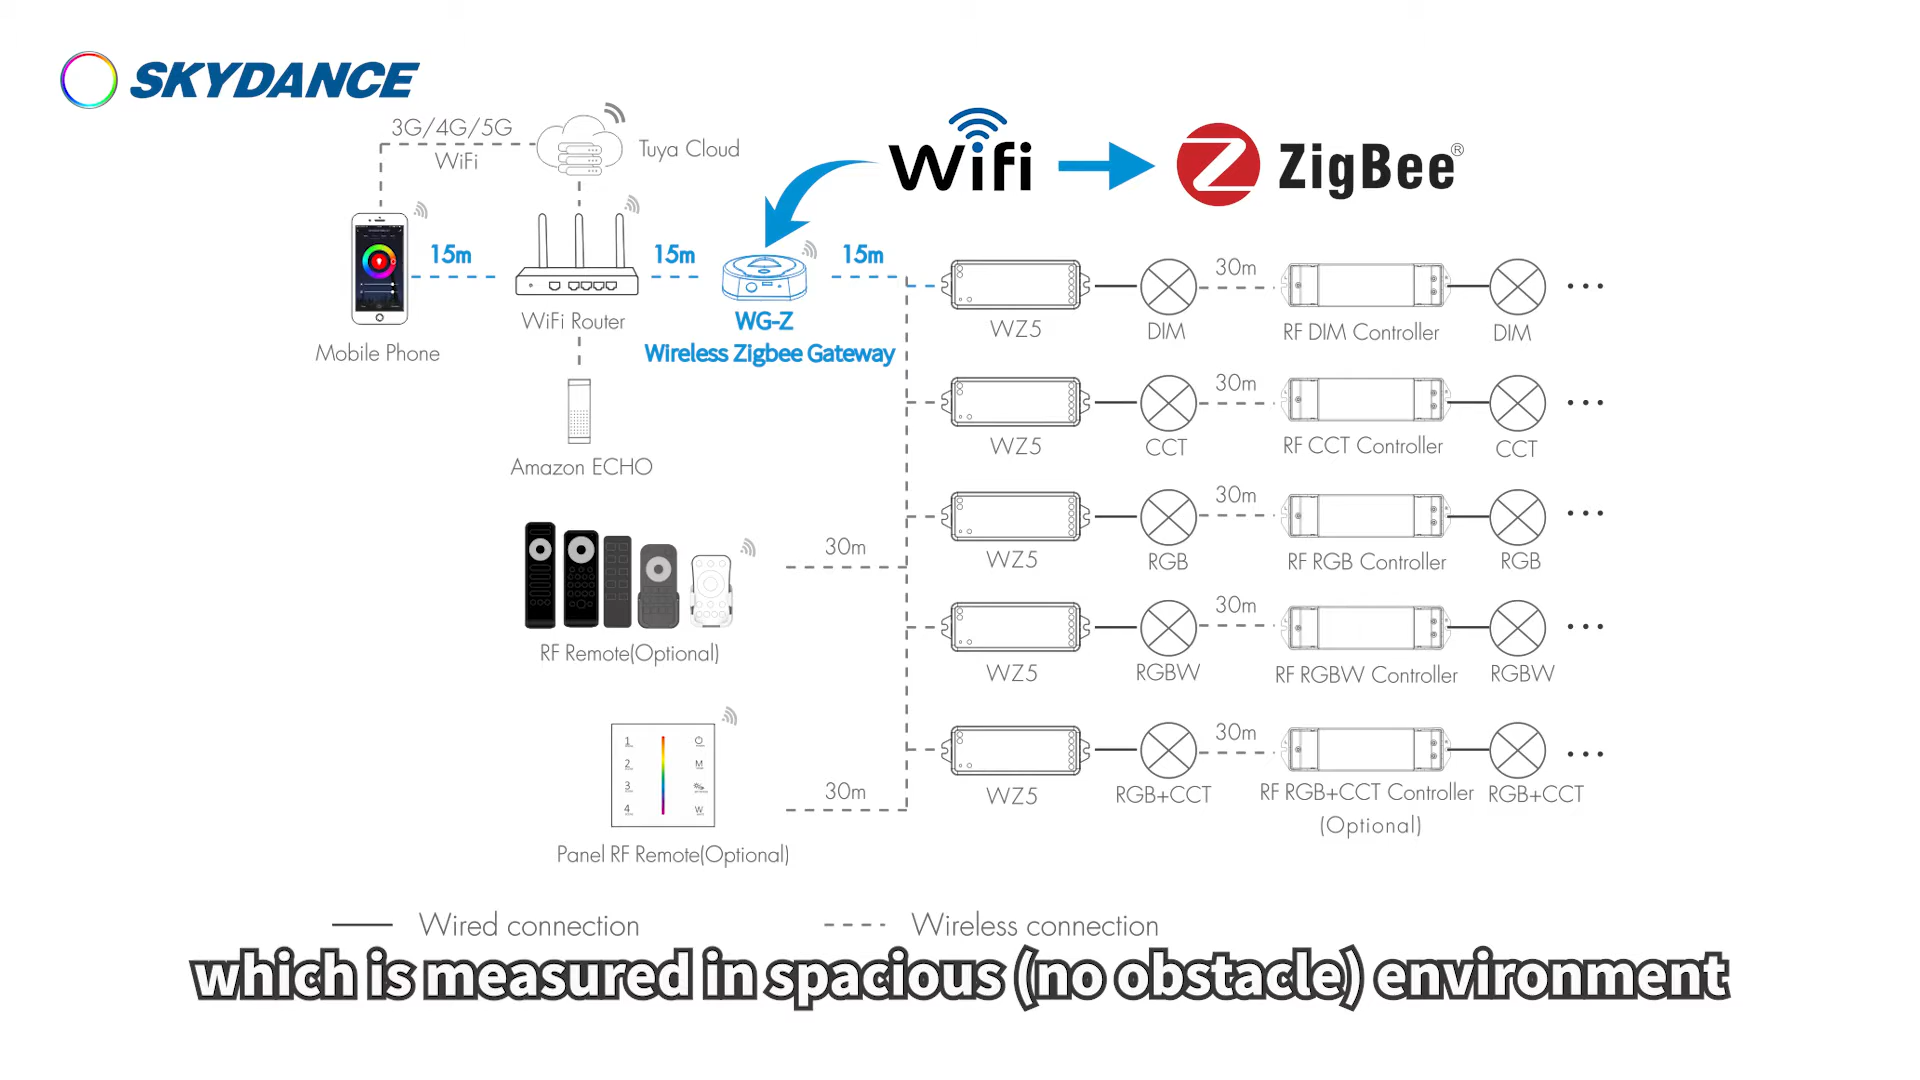 SKYDANCE
3G/4G/5G
WiFi
Tuya Cloud
Wifi
ZigBee®
15m
15m
15m
Mobile Phone
WiFi Router
WG-Z
Wireless Zigbee Gateway
Amazon ECHO
WZ5
DIM
30m
RF DIM Controller
DIM
...
WZ5
CCT
30m
RF CCT Controller
CCT
...
RF Remote(Optional)
30m
WZ5
RGB
30m
RF RGB Controller
RGB
...
WZ5
RGBW
30m
RF RGBW Controller
RGBW
...
1
2
3
4
M
W
Panel RF Remote(Optional)
30m
WZ5
RGB+CCT
30m
RF RGB+CCT Controller
(Optional)
RGB+CCT
...
Wired connection
Wireless connection
which is measured in spacious (no obstacle) environment